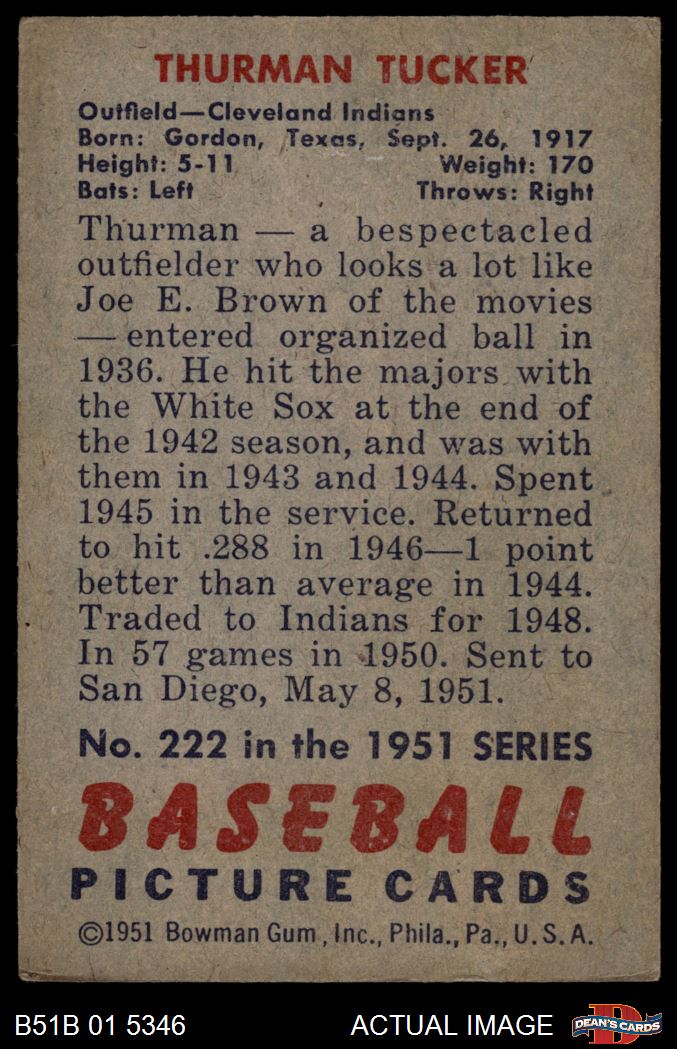 THURMAN TUCKER
Outfield—Cleveland Indians
Born: Gordon, Texas, Sept. 26, 1917
Height: 5-11 Weight: 170
Bats: Left Throws: Right
Thurman — a bespectacled
outfielder who looks a lot like
Joe E. Brown of the movies
—entered organized ball in
1936. He hit the majors with
the White Sox at the end of
the 1942 season, and was with
them in 1943 and 1944. Spent
1945 in the service. Returned
to hit .288 in 1946—1 point
better than average in 1944.
Traded to Indians for 1948.
In 57 games in 1950. Sent to
San Diego, May 8, 1951.
No. 222 in the 1951 SERIES
BASEBALL
PICTURE CARDS
©1951 Bowman Gum, Inc., Phila., Pa., U.S.A.
B51B 01 5346 ACTUAL IMAGE D DEAN'S CARDS